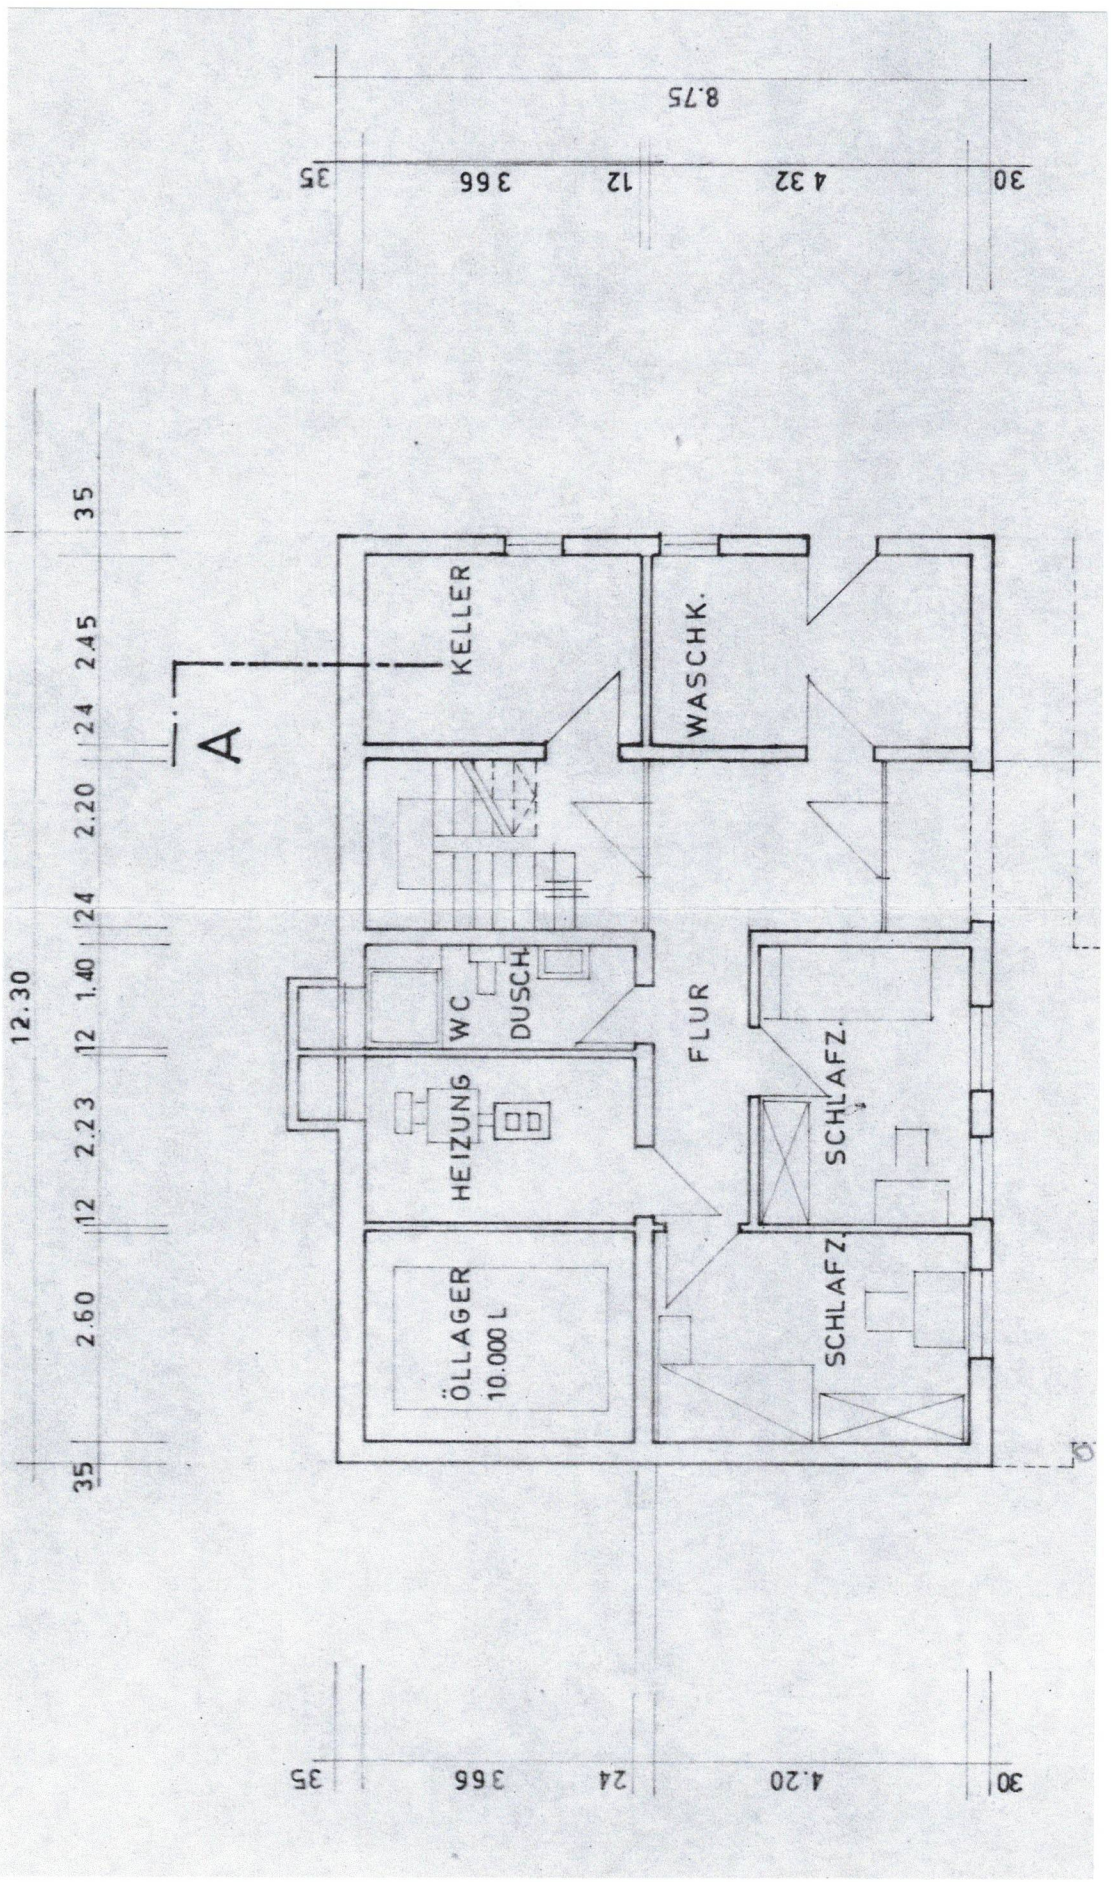 12.30
35 2.60 12 2.23 12 1.40 24 2.20 24 2.45 35
A
ÖLLAGER
10.000 L
HEIZUNG
WC
DUSCH
KELLER
FLUR
WASCHK.
SCHLAFZ.
SCHLAFZ.
8.75
30 4 32 12 3 66 35
30 4.20 24 3 66 35